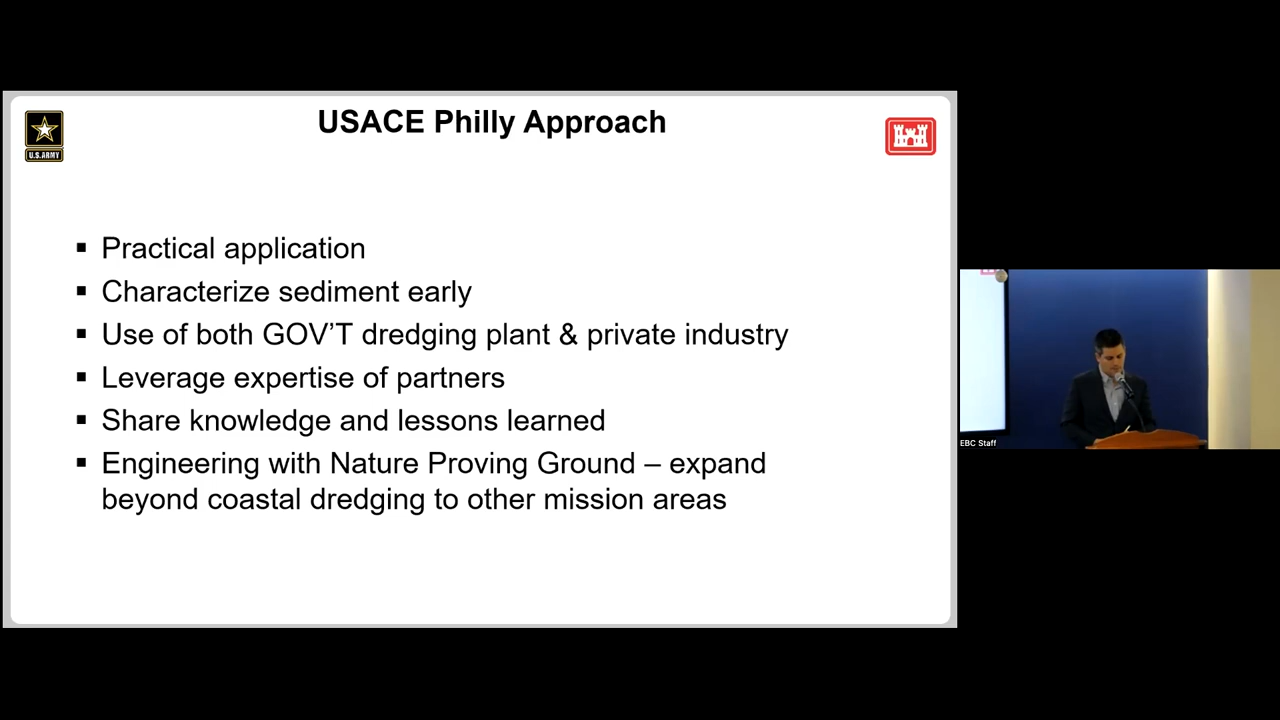 USACE Philly Approach
U.S.ARMY
▪ Practical application
▪ Characterize sediment early
▪ Use of both GOV’T dredging plant & private industry
▪ Leverage expertise of partners
▪ Share knowledge and lessons learned
▪ Engineering with Nature Proving Ground – expand
beyond coastal dredging to other mission areas
EBC Staff